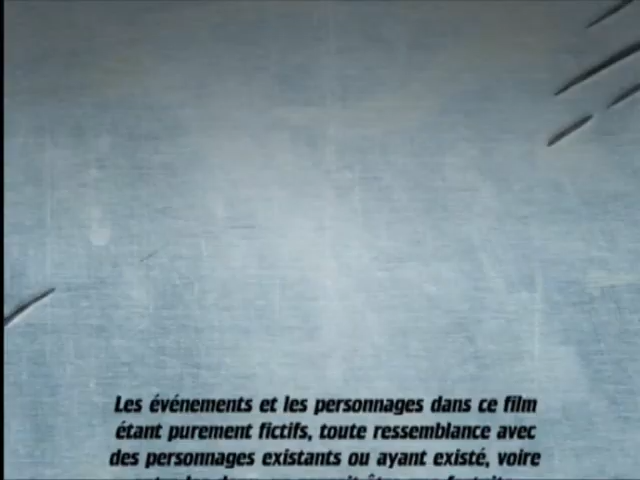 Les événements et les personnages dans ce film
étant purement fictifs, toute ressemblance avec
des personnages existants ou ayant existé, voire